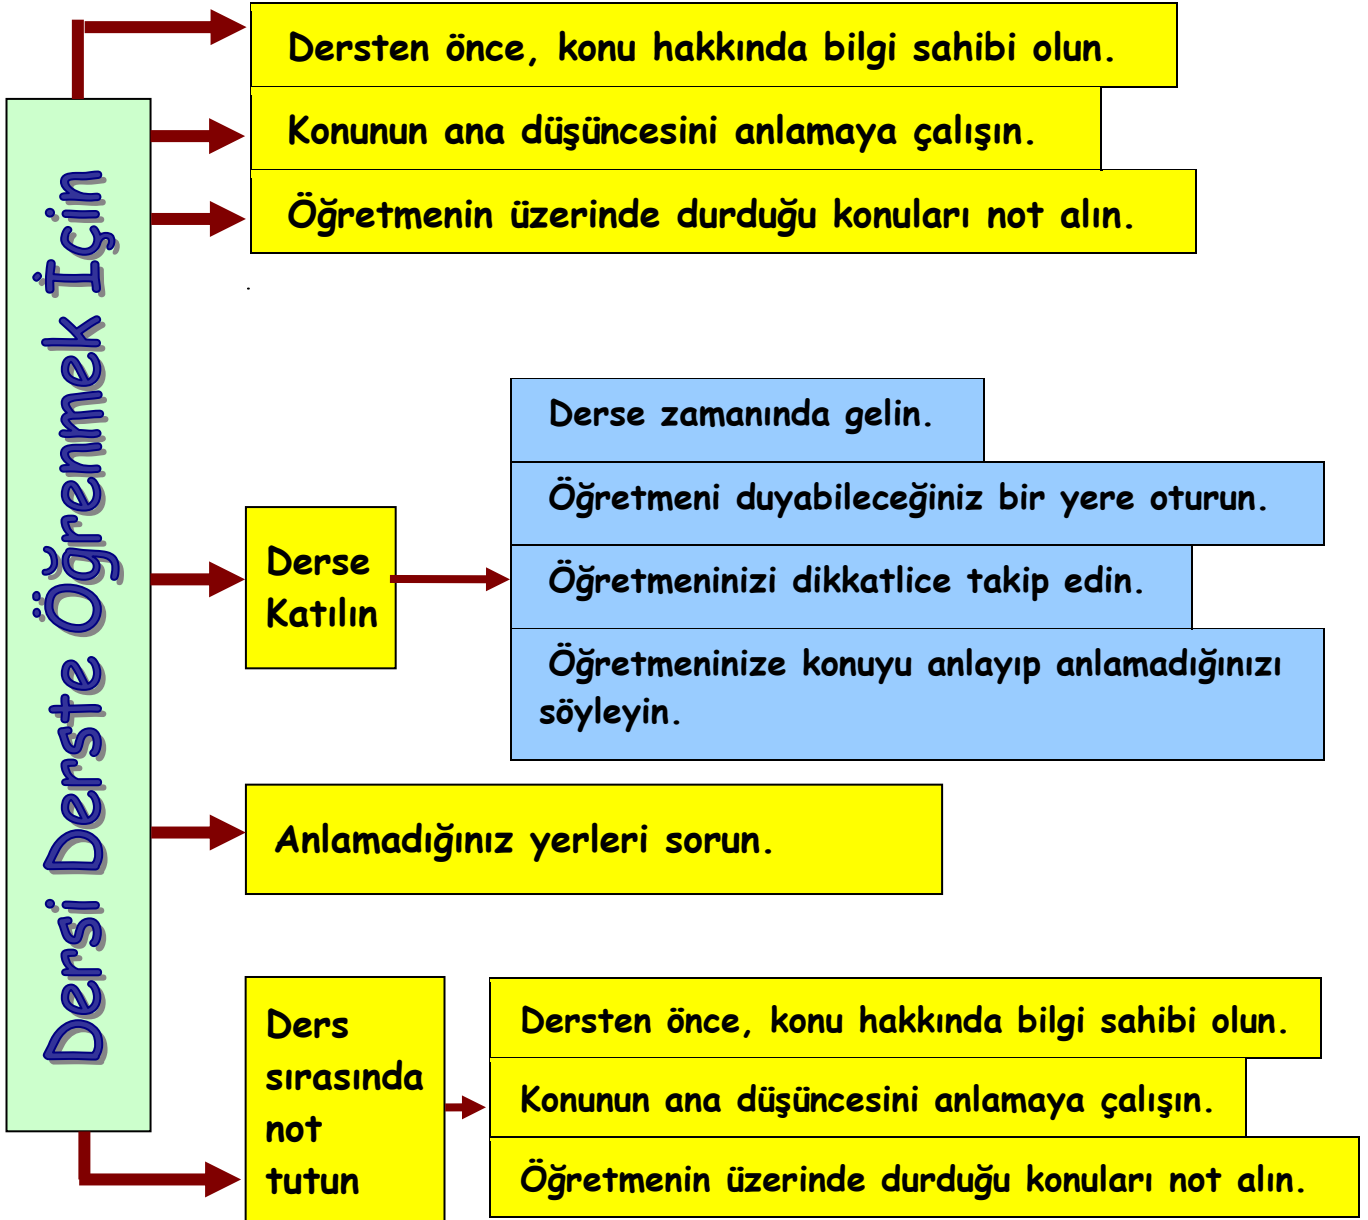 Dersi Derste Öğrenmek İçin
Dersten önce, konu hakkında bilgi sahibi olun.
Konunun ana düşüncesini anlamaya çalışın.
Öğretmenin üzerinde durduğu konuları not alın.
Derse
Katılın
Derse zamanında gelin.
Öğretmeni duyabileceğiniz bir yere oturun.
Öğretmeninizi dikkatlice takip edin.
Öğretmeninize konuyu anlayıp anlamadığınızı
söyleyin.
Anlamadığınız yerleri sorun.
Ders
sırasında
not
tutun
Dersten önce, konu hakkında bilgi sahibi olun.
Konunun ana düşüncesini anlamaya çalışın.
Öğretmenin üzerinde durduğu konuları not alın.